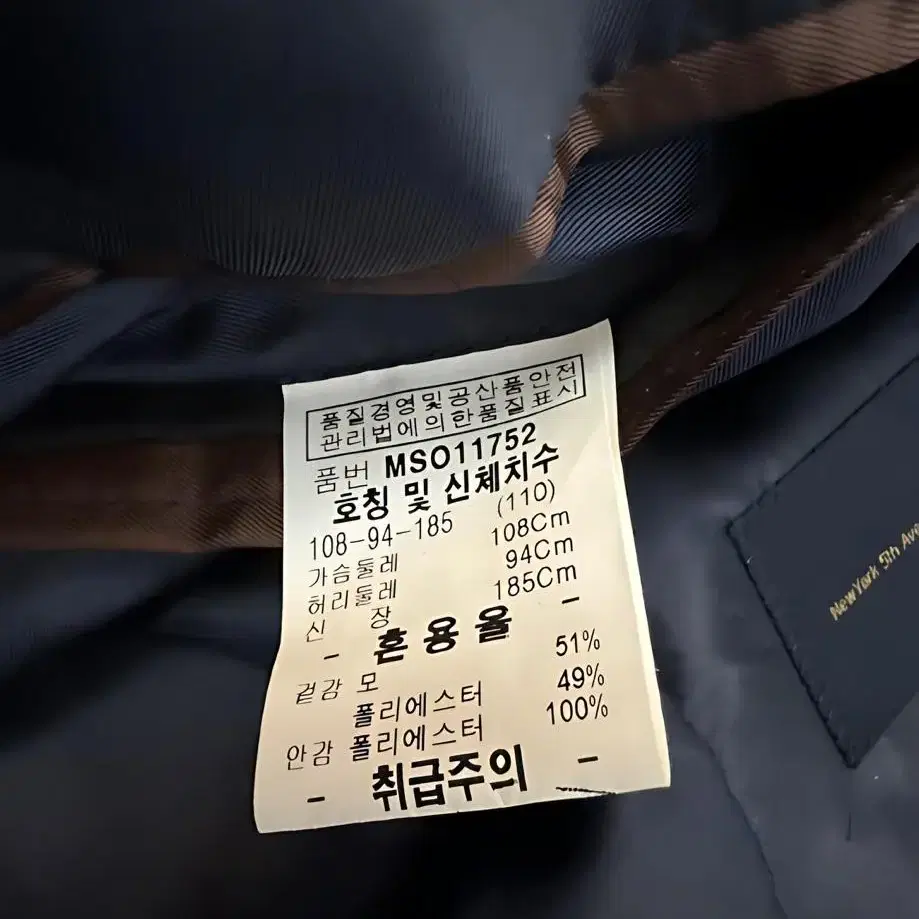 품질경영및공산품안전
관리법에의한품질표시
품번 MSO11752
호칭 및 신체치수
108-94-185 (110)
가슴둘레 108Cm
허리둘레 94Cm
신 장 185Cm
- 혼용율 -
겉감 모 51%
폴리에스터 49%
안감 폴리에스터 100%
- 취급주의 -
NewYork 5th